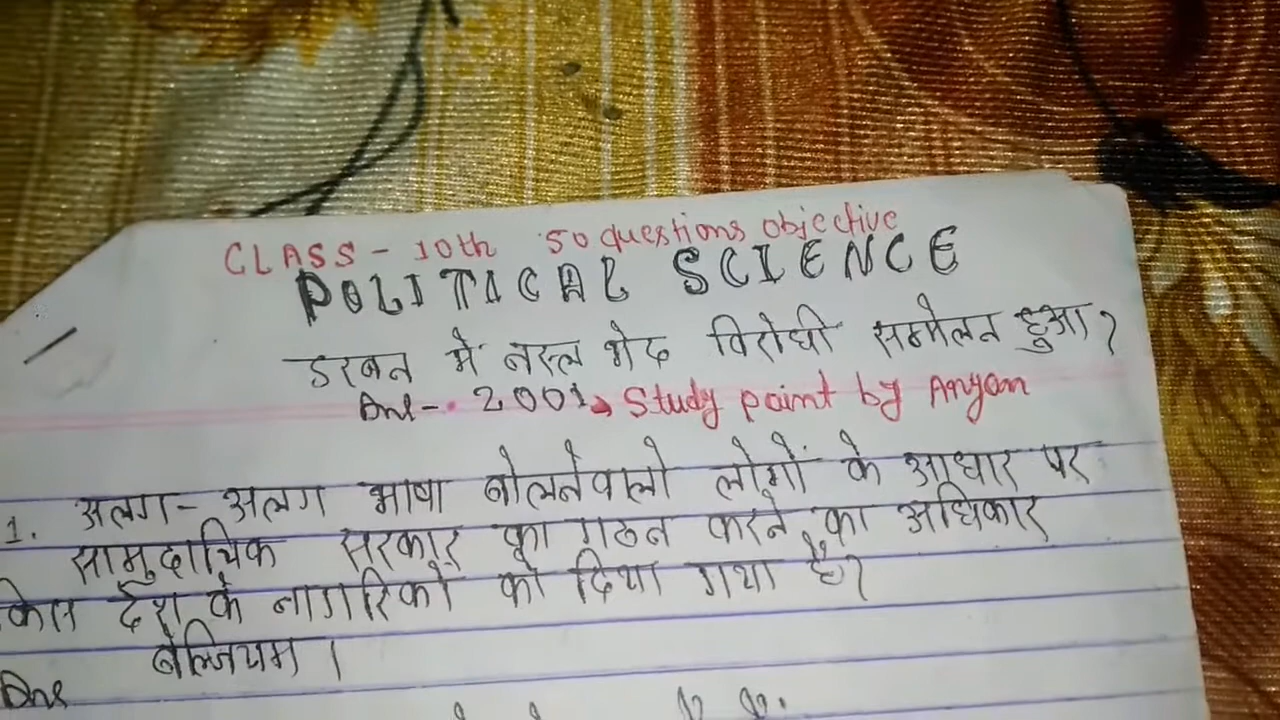 CLASS - 10th 50 questions objective
POLITICAL SCIENCE
डरबन में नस्ल भेद विरोधी सम्मेलन हुआ?
Ans -. 2001 → Study point by Anyan
1. अलग - अलग भाषा बोलनेवालो लोगों के आधार पर
सामुदायिक सरकार का गठन करने का अधिकार
किस देश के नागरिकों को दिया गया है?
Ans बेल्जियम ।